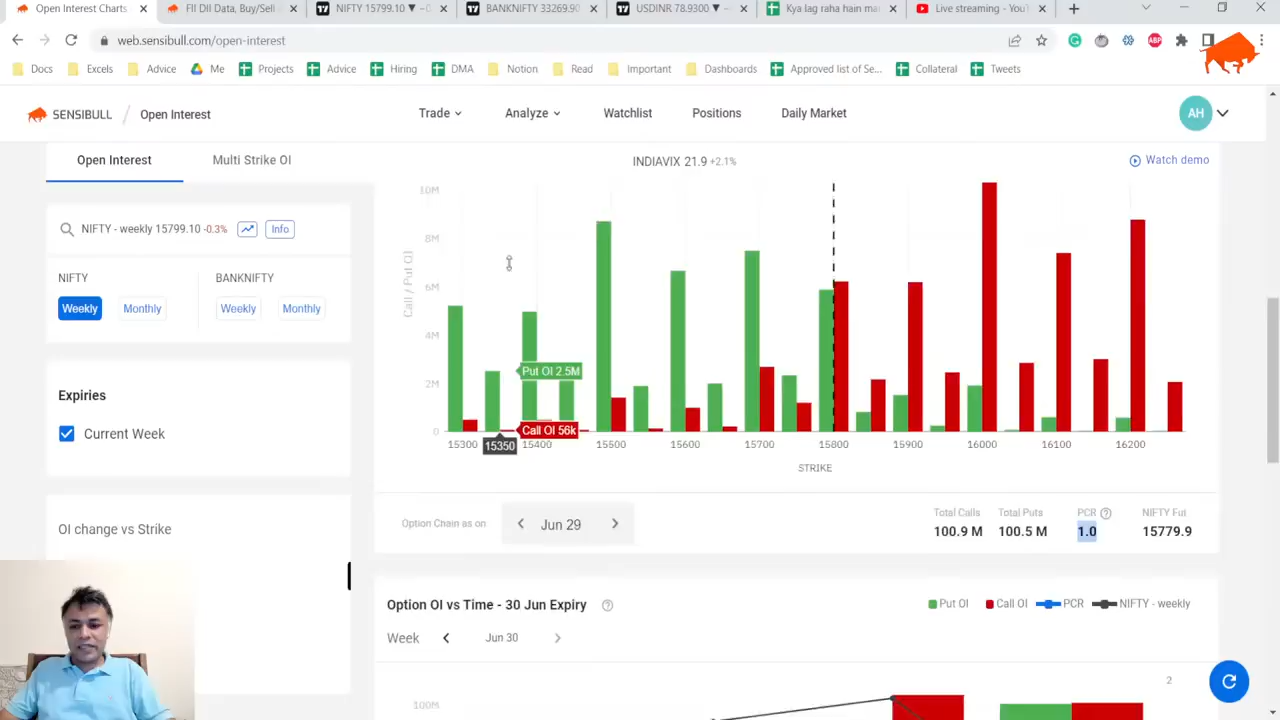 Open Interest Charts
FII DII Data, Buy/Sell
NIFTY 15799.10 ▼ −0
BANKNIFTY 33269.90
USDINR 78.9300 ▼ −
Kya lag raha hain ma
Live streaming - You
web.sensibull.com/open-interest
ABP
Docs
Excels
Advice
Me
Projects
Advice
Hiring
DMA
Notion
Read
Important
Dashboards
Approved list of Se...
Collateral
Tweets
SENSIBULL / Open Interest
Trade
Analyze
Watchlist
Positions
Daily Market
AH
Open Interest
Multi Strike OI
INDIAVIX 21.9 +2.1%
Watch demo
NIFTY - weekly 15799.10 -0.3%
Info
NIFTY
BANKNIFTY
Weekly
Monthly
Weekly
Monthly
Expiries
Current Week
OI change vs Strike
Call / Put OI
10M
8M
6M
4M
2M
0
Put OI 2.5M
Call OI 56k
15300
15350
15400
15500
15600
15700
15800
15900
16000
16100
16200
STRIKE
Option Chain as on
Jun 29
Total Calls
100.9 M
Total Puts
100.5 M
PCR
1.0
NIFTY Fut
15779.9
Option OI vs Time - 30 Jun Expiry
Put OI
Call OI
PCR
NIFTY - weekly
Week
Jun 30
2
100M